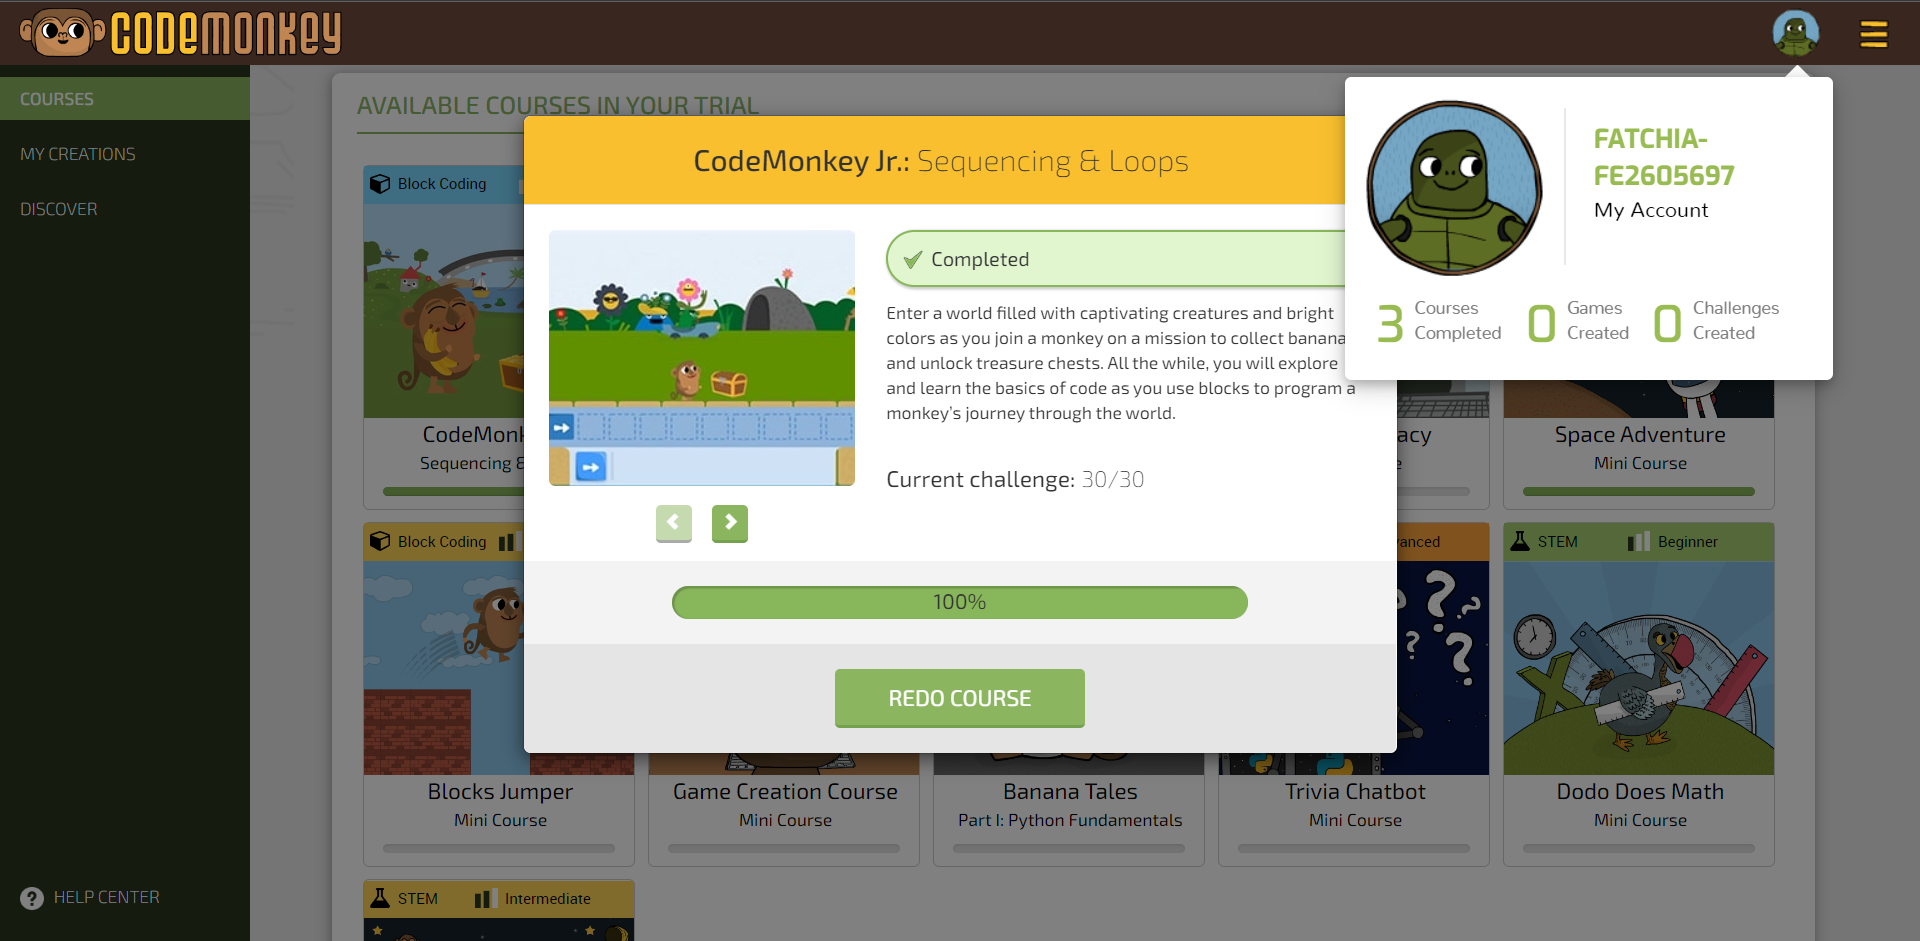 CODEMONKEY
COURSES
MY CREATIONS
DISCOVER
HELP CENTER
AVAILABLE COURSES IN YOUR TRIAL
FATCHIA-
FE2605697
My Account
3 Courses Completed
0 Games Created
0 Challenges Created
CodeMonkey Jr.: Sequencing & Loops
Completed
Enter a world filled with captivating creatures and bright
colors as you join a monkey on a mission to collect banana
and unlock treasure chests. All the while, you will explore
and learn the basics of code as you use blocks to program a
monkey's journey through the world.
Current challenge: 30/30
100%
REDO COURSE
Block Coding
CodeMonk
Sequencing &
acy
Space Adventure
Mini Course
Block Coding
Blocks Jumper
Mini Course
Game Creation Course
Mini Course
Banana Tales
Part I: Python Fundamentals
vanced
Trivia Chatbot
Mini Course
STEM Beginner
Dodo Does Math
Mini Course
STEM Intermediate